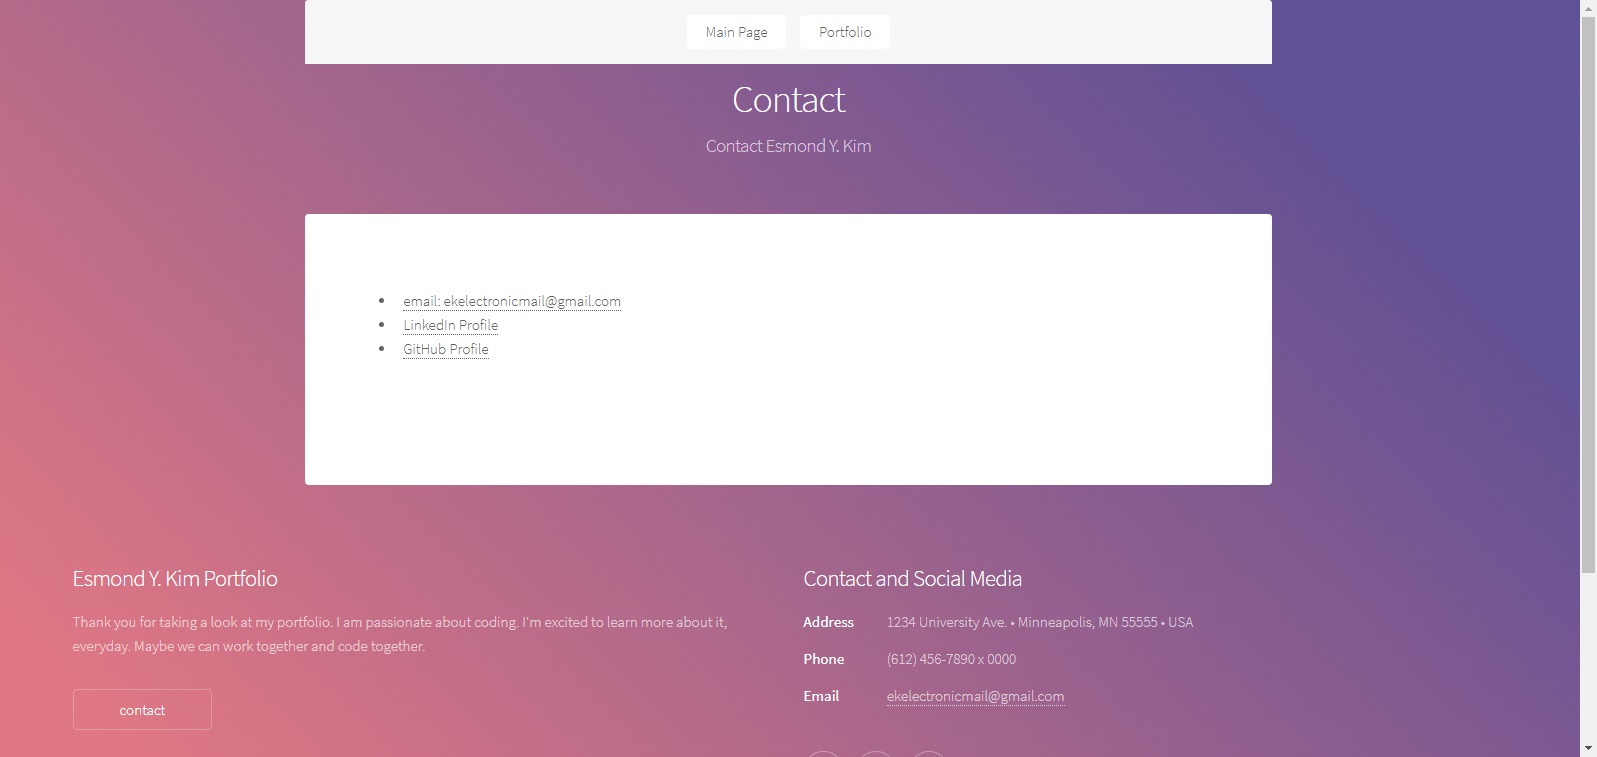 Main Page
Portfolio
Contact
Contact Esmond Y. Kim
email: ekelectronicmail@gmail.com
LinkedIn Profile
GitHub Profile
Esmond Y. Kim Portfolio
Thank you for taking a look at my portfolio. I am passionate about coding. I'm excited to learn more about it,
everyday. Maybe we can work together and code together.
contact
Contact and Social Media
Address 1234 University Ave. • Minneapolis, MN 55555 • USA
Phone (612) 456-7890 x 0000
Email ekelectronicmail@gmail.com